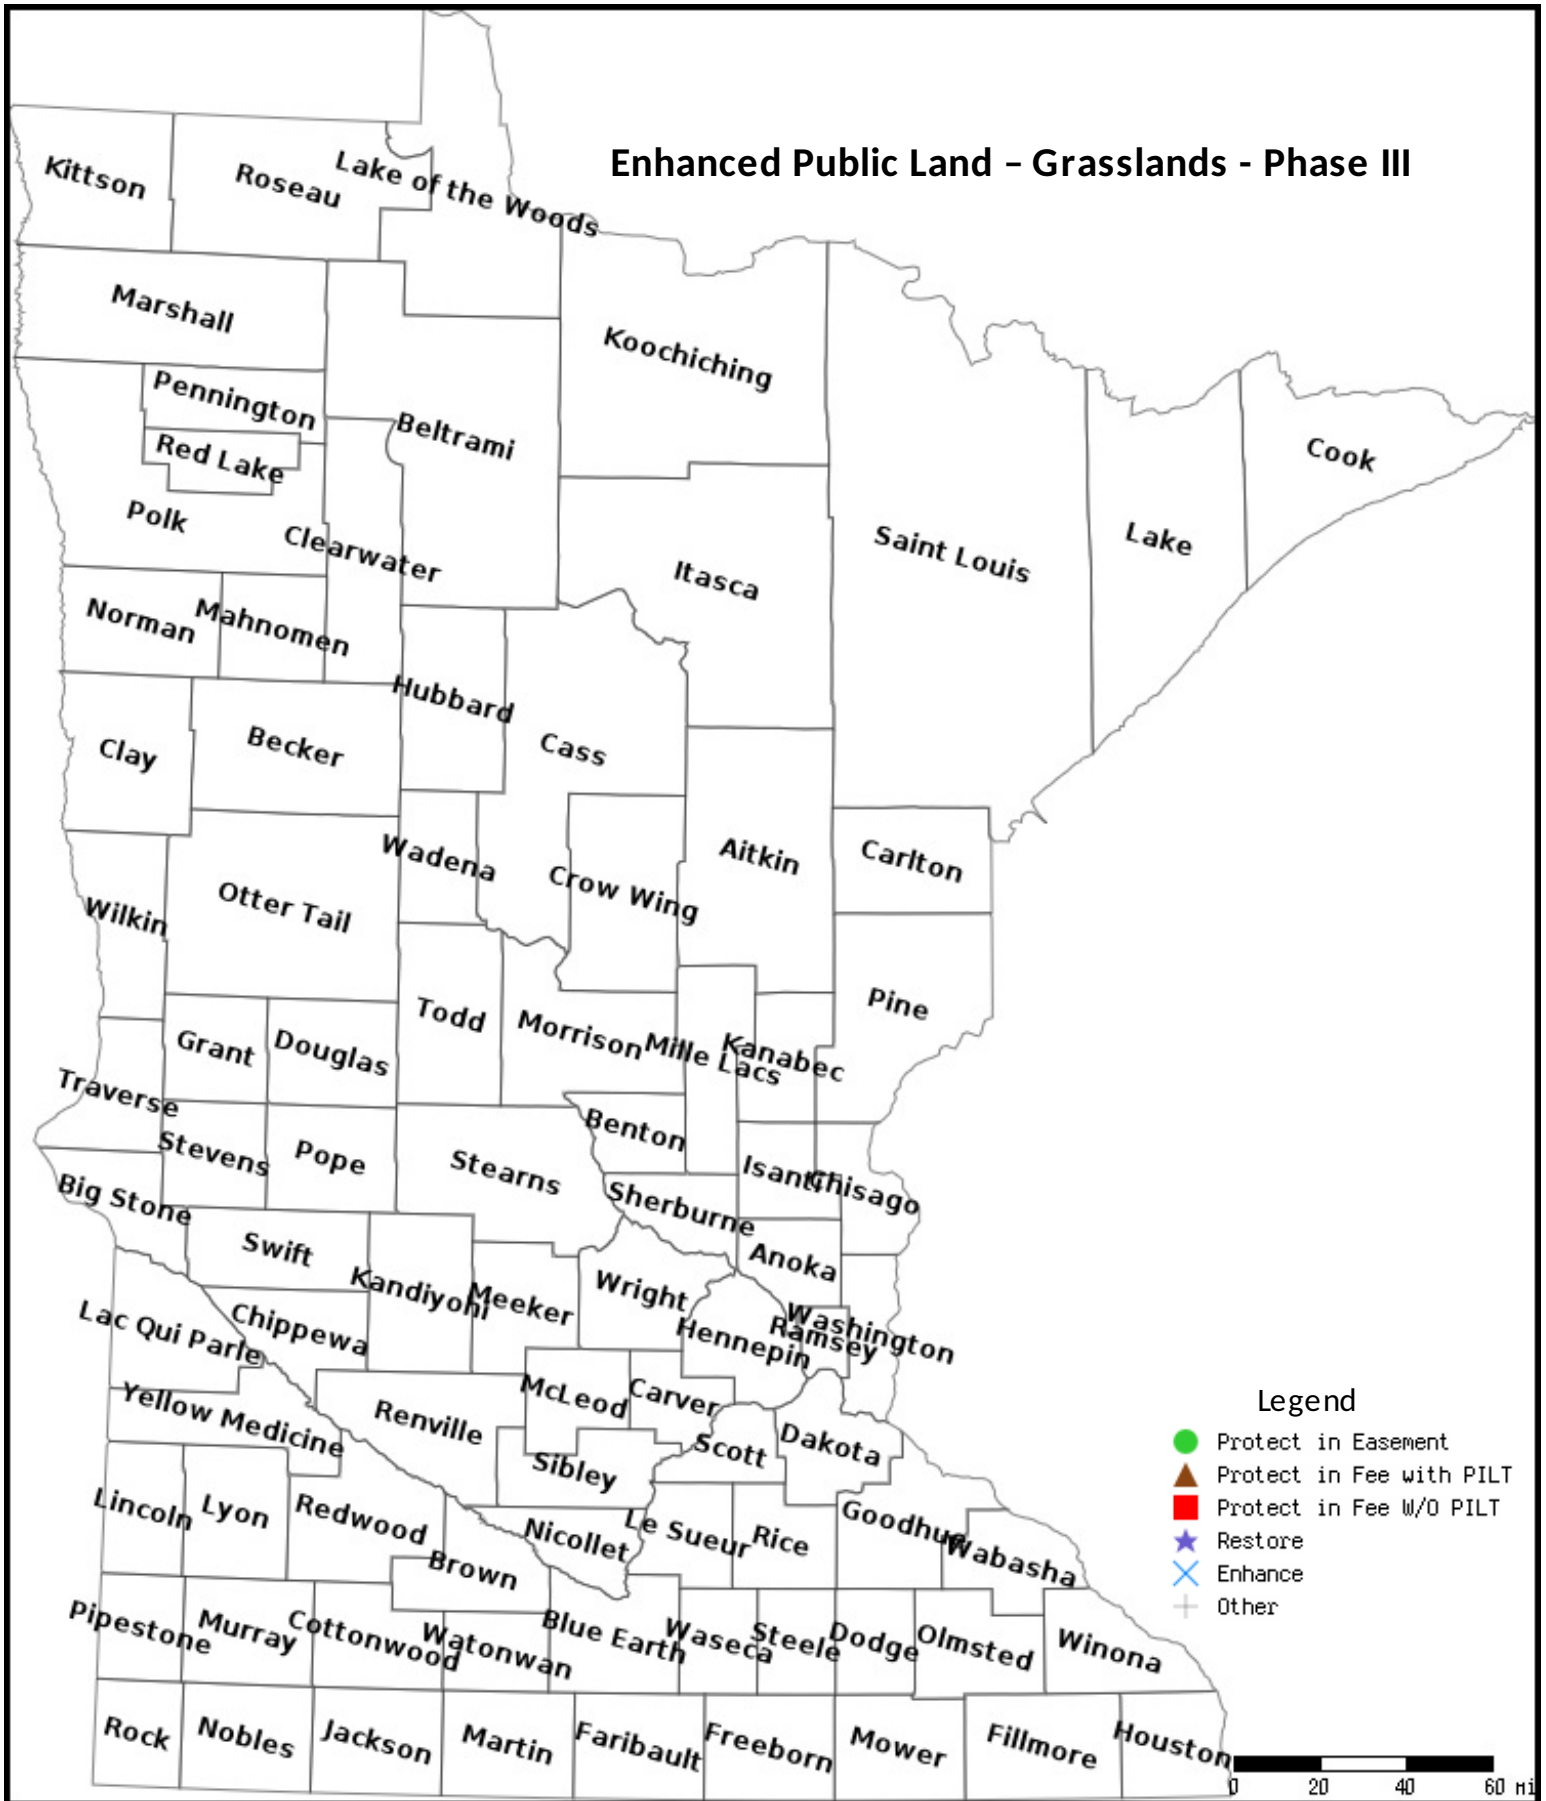 Enhanced Public Land – Grasslands - Phase III
Kittson
Roseau
Lake of the Woods
Marshall
Koochiching
Pennington
Beltrami
Red Lake
Cook
Polk
Clearwater
Saint Louis
Lake
Itasca
Norman
Mahnomen
Hubbard
Clay
Becker
Cass
Wadena
Aitkin
Carlton
Wilkin
Otter Tail
Crow Wing
Todd
Pine
Grant
Douglas
Morrison
Mille Lacs
Kanabec
Traverse
Stevens
Pope
Stearns
Benton
Isanti
Chisago
Big Stone
Sherburne
Swift
Anoka
Kandiyohi
Meeker
Wright
Lac Qui Parle
Chippewa
Hennepin
Ramsey
Washington
Yellow Medicine
Renville
McLeod
Carver
Scott
Dakota
Sibley
Lincoln
Lyon
Redwood
Nicollet
Le Sueur
Rice
Goodhue
Wabasha
Brown
Pipestone
Murray
Cottonwood
Watonwan
Blue Earth
Waseca
Steele
Dodge
Olmsted
Winona
Rock
Nobles
Jackson
Martin
Faribault
Freeborn
Mower
Fillmore
Houston
Legend
Protect in Easement
Protect in Fee with PILT
Protect in Fee W/O PILT
Restore
Enhance
Other
0 20 40 60 mi